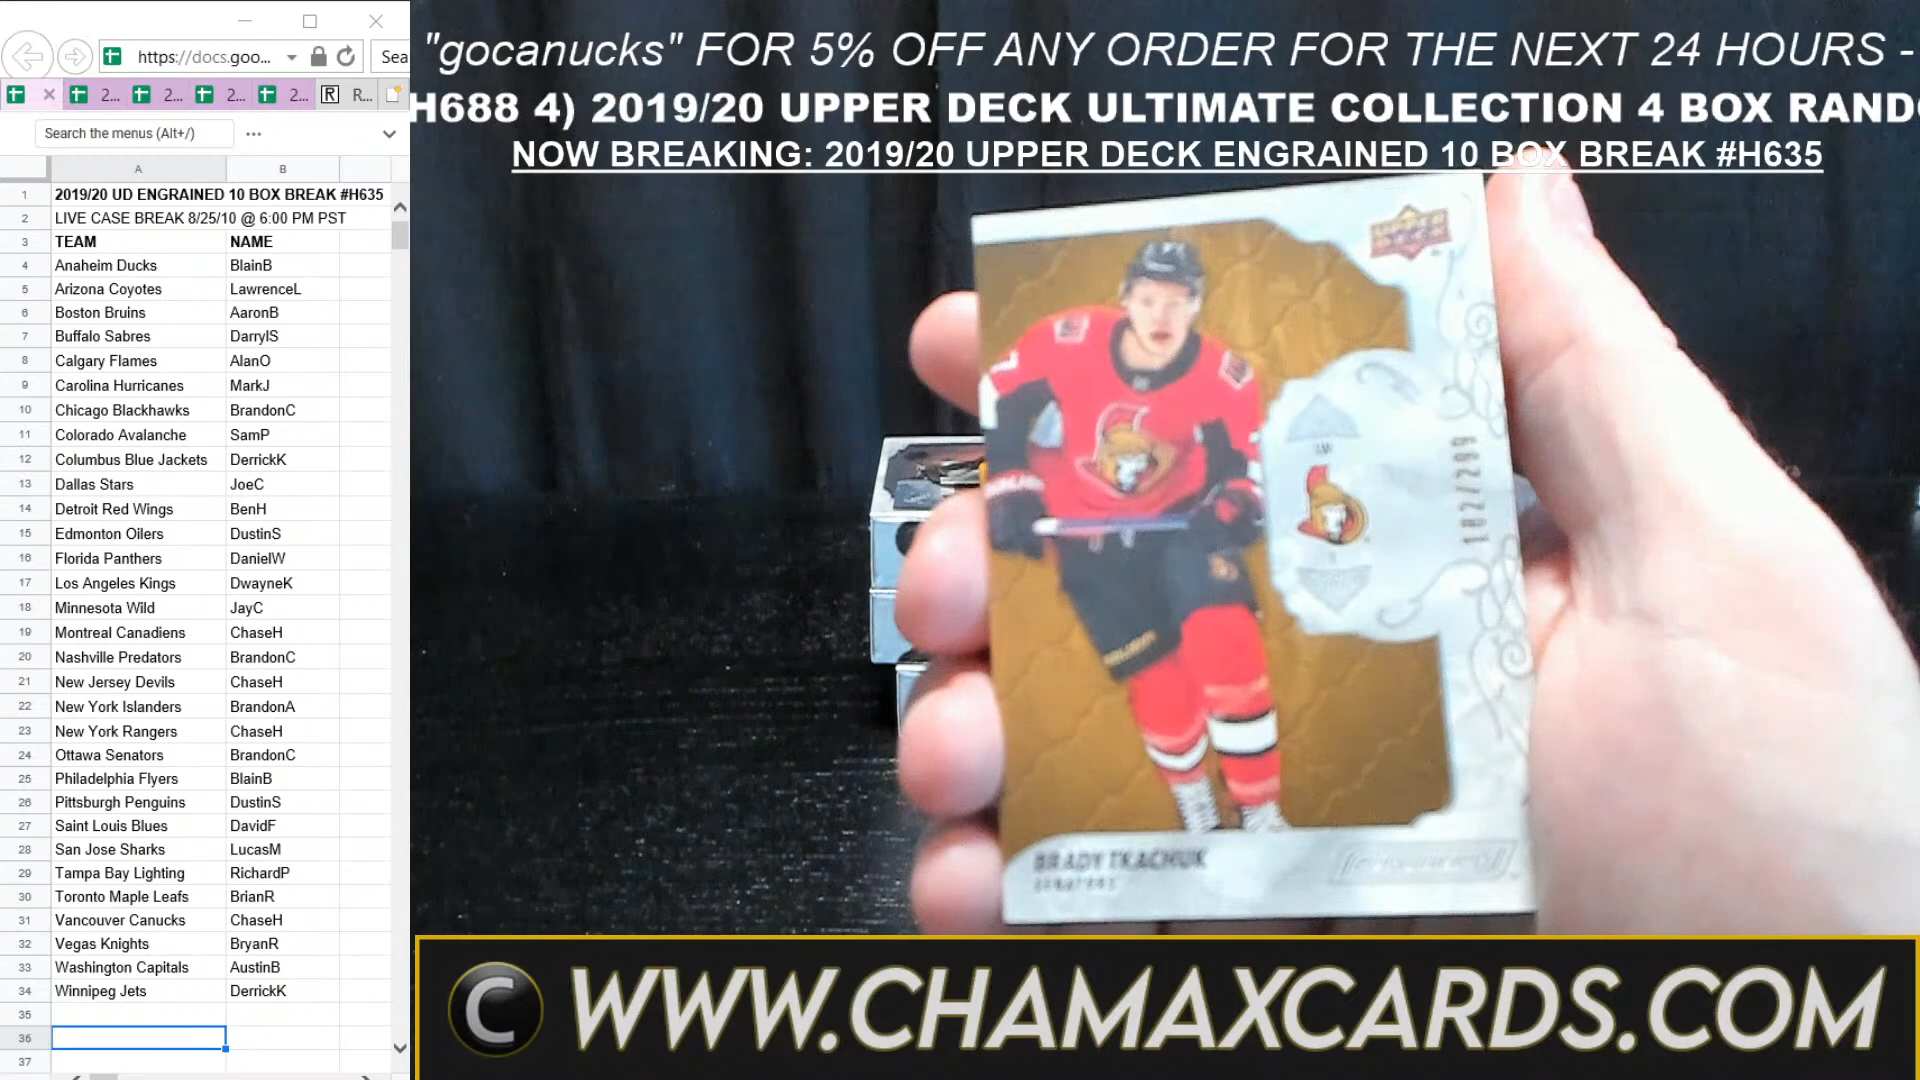 https://docs.goo...
Sea
2...
2...
2...
2...
R R...
Search the menus (Alt+/)
A B
1 2019/20 UD ENGRAINED 10 BOX BREAK #H635
2 LIVE CASE BREAK 8/25/10 @ 6:00 PM PST
3 TEAM NAME
4 Anaheim Ducks BlainB
5 Arizona Coyotes LawrenceL
6 Boston Bruins AaronB
7 Buffalo Sabres DarrylS
8 Calgary Flames AlanO
9 Carolina Hurricanes MarkJ
10 Chicago Blackhawks BrandonC
11 Colorado Avalanche SamP
12 Columbus Blue Jackets DerrickK
13 Dallas Stars JoeC
14 Detroit Red Wings BenH
15 Edmonton Oilers DustinS
16 Florida Panthers DanielW
17 Los Angeles Kings DwayneK
18 Minnesota Wild JayC
19 Montreal Canadiens ChaseH
20 Nashville Predators BrandonC
21 New Jersey Devils ChaseH
22 New York Islanders BrandonA
23 New York Rangers ChaseH
24 Ottawa Senators BrandonC
25 Philadelphia Flyers BlainB
26 Pittsburgh Penguins DustinS
27 Saint Louis Blues DavidF
28 San Jose Sharks LucasM
29 Tampa Bay Lighting RichardP
30 Toronto Maple Leafs BrianR
31 Vancouver Canucks ChaseH
32 Vegas Knights BryanR
33 Washington Capitals AustinB
34 Winnipeg Jets DerrickK
35
36
37
"gocanucks" FOR 5% OFF ANY ORDER FOR THE NEXT 24 HOURS -
H688 4) 2019/20 UPPER DECK ULTIMATE COLLECTION 4 BOX RAND
NOW BREAKING: 2019/20 UPPER DECK ENGRAINED 10 BOX BREAK #H635
UPPER DECK
LW
182/299
BRADY TKACHUK
SENATORS
C WWW.CHAMAXCARDS.COM